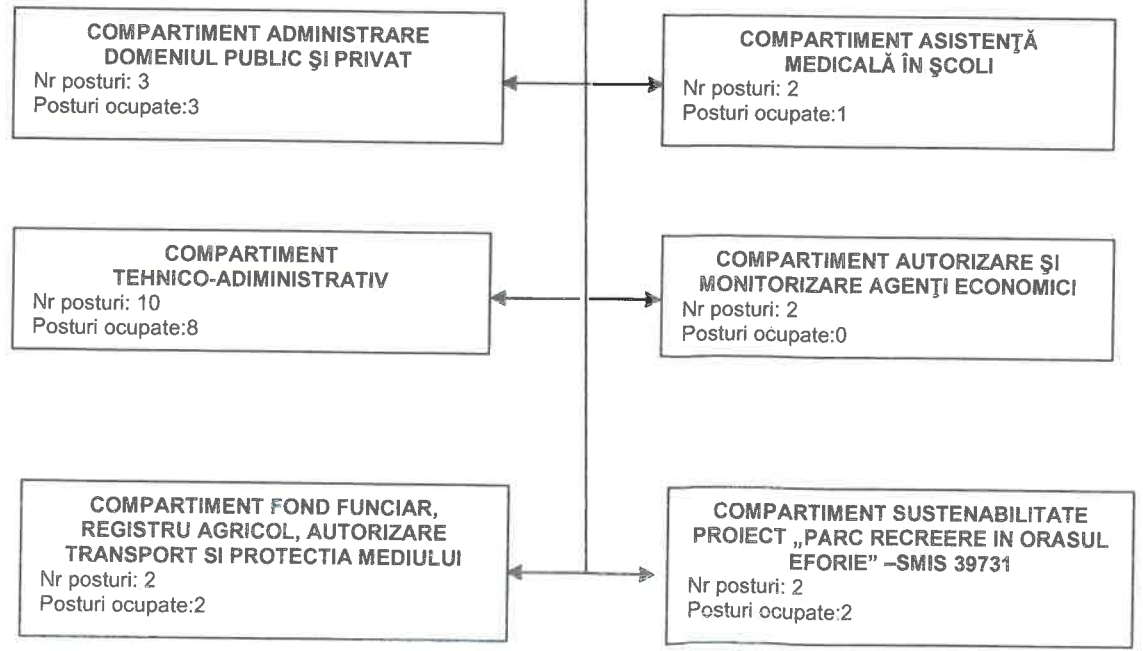 COMPARTIMENT ADMINISTRARE
DOMENIUL PUBLIC ŞI PRIVAT
Nr posturi: 3
Posturi ocupate:3
COMPARTIMENT ASISTENŢĂ
MEDICALĂ ÎN ŞCOLI
Nr posturi: 2
Posturi ocupate:1
COMPARTIMENT
TEHNICO-ADIMINISTRATIV
Nr posturi: 10
Posturi ocupate:8
COMPARTIMENT AUTORIZARE ŞI
MONITORIZARE AGENŢI ECONOMICI
Nr posturi: 2
Posturi ocupate:0
COMPARTIMENT FOND FUNCIAR,
REGISTRU AGRICOL, AUTORIZARE
TRANSPORT SI PROTECTIA MEDIULUI
Nr posturi: 2
Posturi ocupate:2
COMPARTIMENT SUSTENABILITATE
PROIECT „PARC RECREERE IN ORASUL
EFORIE” –SMIS 39731
Nr posturi: 2
Posturi ocupate:2